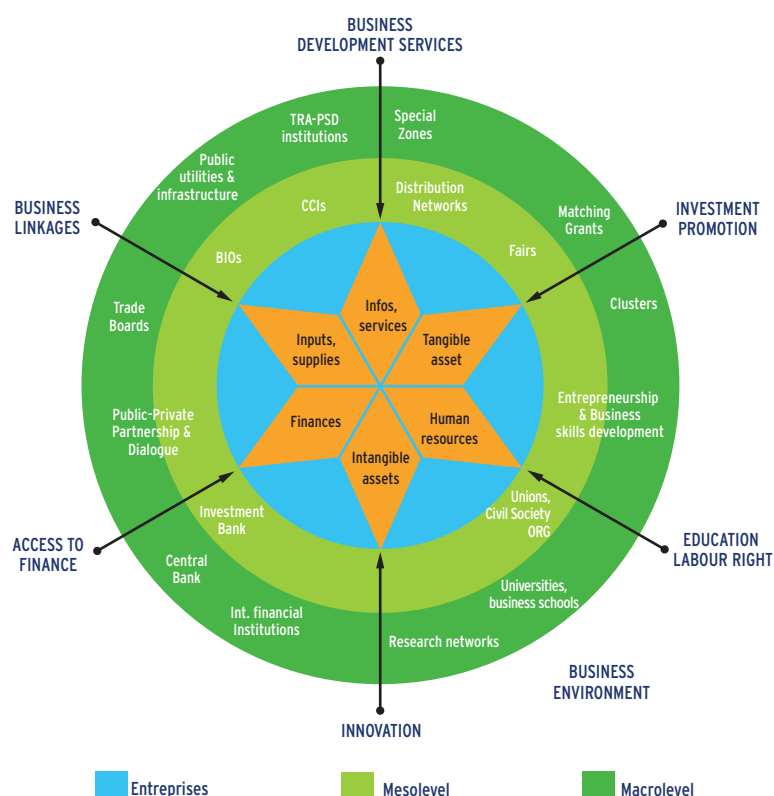 BUSINESS
DEVELOPMENT SERVICES
TRA-PSD
institutions
Special
Zones
Public
utilities &
infrastructure
Distribution
Networks
CCIs
Matching
Grants
BUSINESS
LINKAGES
INVESTMENT
PROMOTION
BIOs
Fairs
Trade
Boards
Clusters
Infos,
services
Inputs,
supplies
Tangible
asset
Public-Private
Partnership &
Dialogue
Entrepreneurship
& Business
skills development
Finances
Human
resources
Intangible
assets
Investment
Bank
Unions,
Civil Society
ORG
ACCESS TO
FINANCE
EDUCATION
LABOUR RIGHT
Central
Bank
Universities,
business schools
Int. financial
Institutions
Research networks
BUSINESS
ENVIRONMENT
INNOVATION
Entreprises
Mesolevel
Macrolevel